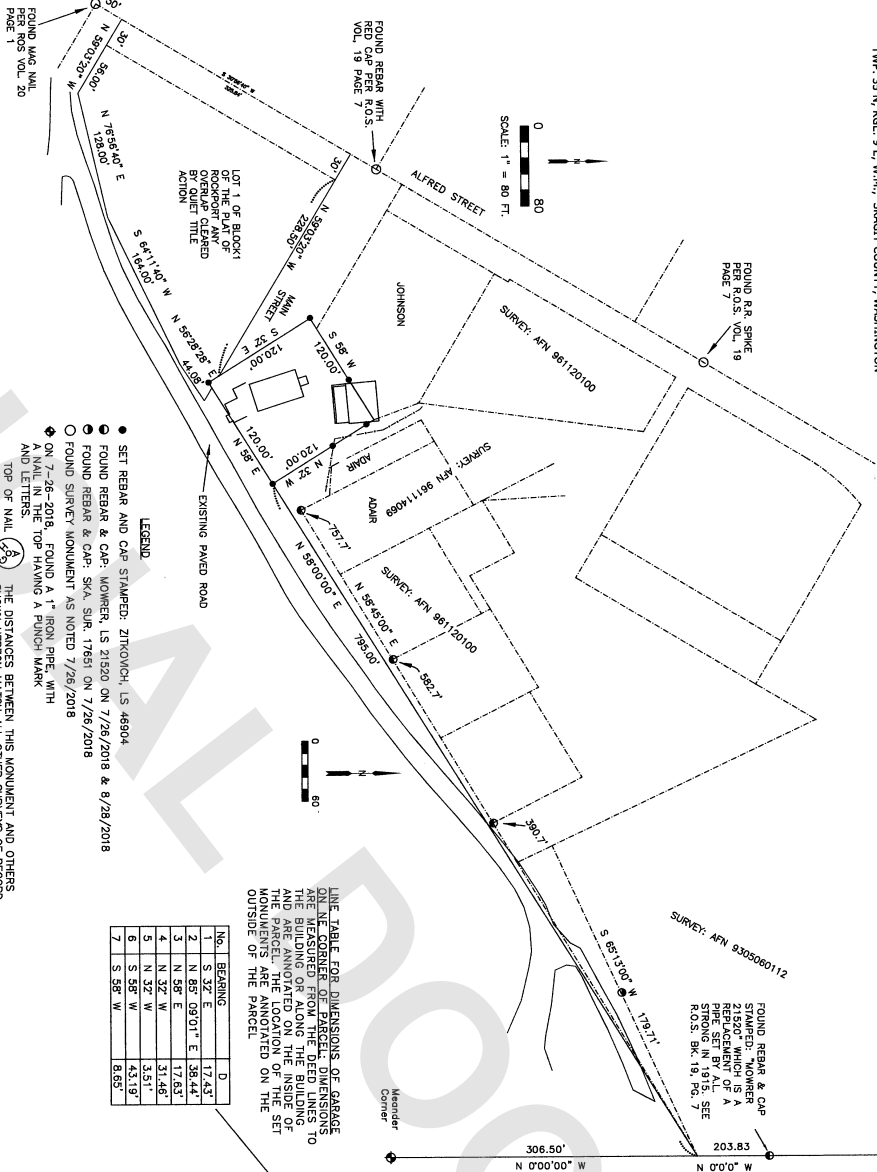 TWP. 35 N, RGE. 9 E, W.M., SKAGIT COUNTY, WASHINGTON
FOUND MAG NAIL
PER ROS VOL. 20
PAGE 1
30'
N 59'03'20" W
56.00'
FOUND REBAR WITH
RED CAP PER R.O.S.
VOL, 19 PAGE 7
SCALE: 1" = 80 FT.
0
80
N
ALFRED STREET
FOUND R.R. SPIKE
PER R.O.S. VOL, 19
PAGE 7
30'
N 59'03'20" W
228.50'
LOT 1 OF BLOCK1
OF THE PLAT OF
ROCKPORT ANY
OVERLAP CLEARED
BY QUIET TITLE
ACTION
N 76'56'40" E
128.00'
S 64'11'40" W
164.00'
N 56'28'28" E
44.08'
MAIN
STREET
S 32' E
120.00'
S 58' W
120.00'
N 58' E
120.00'
N 32' W
120.00'
JOHNSON
SURVEY: AFN 961120100
ADAIR
ADAIR
SURVEY: AFN 961114069
SURVEY: AFN 961120100
757.7'
N 58'00'00" E
795.00'
N 58'45'00" E
582.7'
390.7'
EXISTING PAVED ROAD
0
60
N
SURVEY: AFN 9305060112
S 65'13'00" W
179.71'
FOUND REBAR & CAP
STAMPED: "MOWRER
21520" WHICH IS A
REPLACEMENT OF A
PIPE SET BY A.L.
STRONG IN 1915. SEE
R.O.S. BK. 19, PG. 7
203.83
N 0'0'0" W
306.50'
N 0'00'00" W
Meander
Corner
LEGEND
SET REBAR AND CAP STAMPED: ZITKOVICH, LS 46904
FOUND REBAR & CAP: MOWRER, LS 21520 ON 7/26/2018 & 8/28/2018
FOUND REBAR & CAP: SKA. SUR. 17651 ON 7/26/2018
FOUND SURVEY MONUMENT AS NOTED 7/26/2018
ON 7-26-2018, FOUND A 1" IRON PIPE, WITH
A NAIL IN THE TOP HAVING A PUNCH MARK
AND LETTERS.
TOP OF NAIL
THE DISTANCES BETWEEN THIS MONUMENT AND OTHERS
LINE TABLE FOR DIMENSIONS OF GARAGE
ON NE CORNER OF PARCEL: DIMENSIONS
ARE MEASURED FROM THE DEED LINES TO
THE BUILDING OR ALONG THE BUILDING
AND ARE ANNOTATED ON THE INSIDE OF
THE PARCEL. THE LOCATION OF THE SET
MONUMENTS ARE ANNOTATED ON THE
OUTSIDE OF THE PARCEL
No. BEARING D
1 S 32' E 17.43'
2 N 85' 09'01" E 38.44'
3 N 58' E 17.63'
4 N 32' W 31.46'
5 N 32' W 3.51'
6 S 58' W 43.19'
7 S 58' W 8.65'